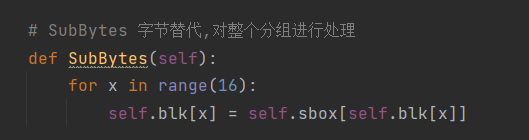 # SubBytes 字节替代,对整个分组进行处理
def SubBytes(self):
    for x in range(16):
        self.blk[x] = self.sbox[self.blk[x]]